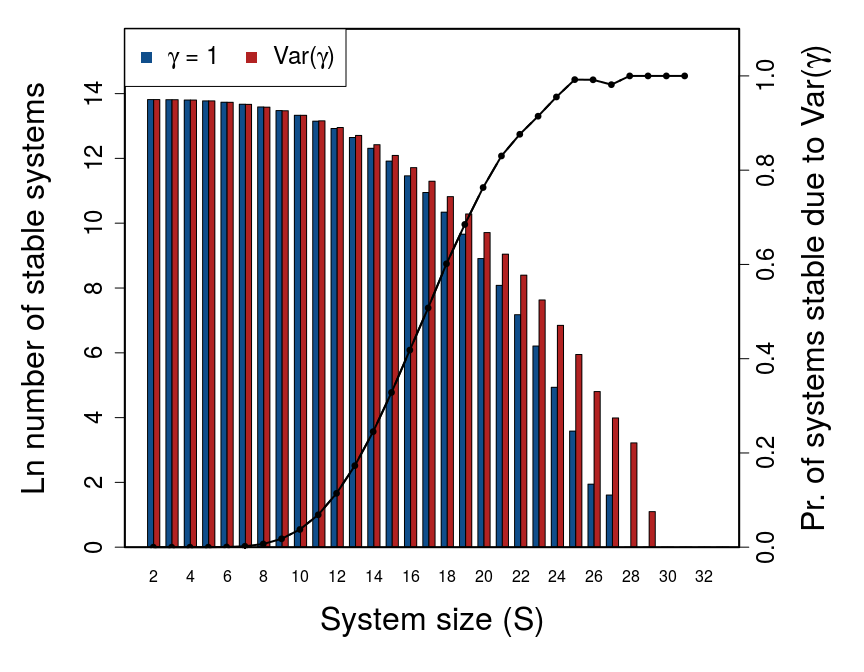 γ = 1 Var(γ)
Ln number of stable systems
14
12
10
8
6
4
2
0
1.0
0.8
0.6
0.4
0.2
0.0
Pr. of systems stable due to Var(γ)
2 4 6 8 10 12 14 16 18 20 22 24 26 28 30 32
System size (S)